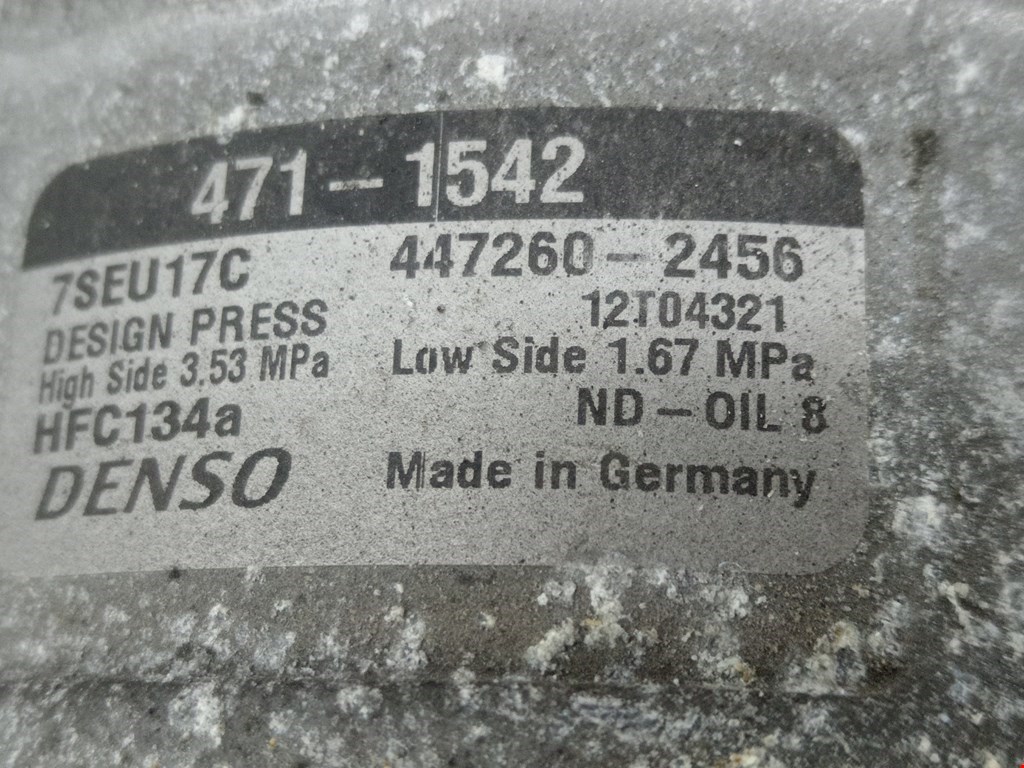 471-1542
7SEU17C 447260-2456
DESIGN PRESS 12T04321
High Side 3.53 MPa Low Side 1.67 MPa
HFC134a ND-OIL 8
DENSO Made in Germany